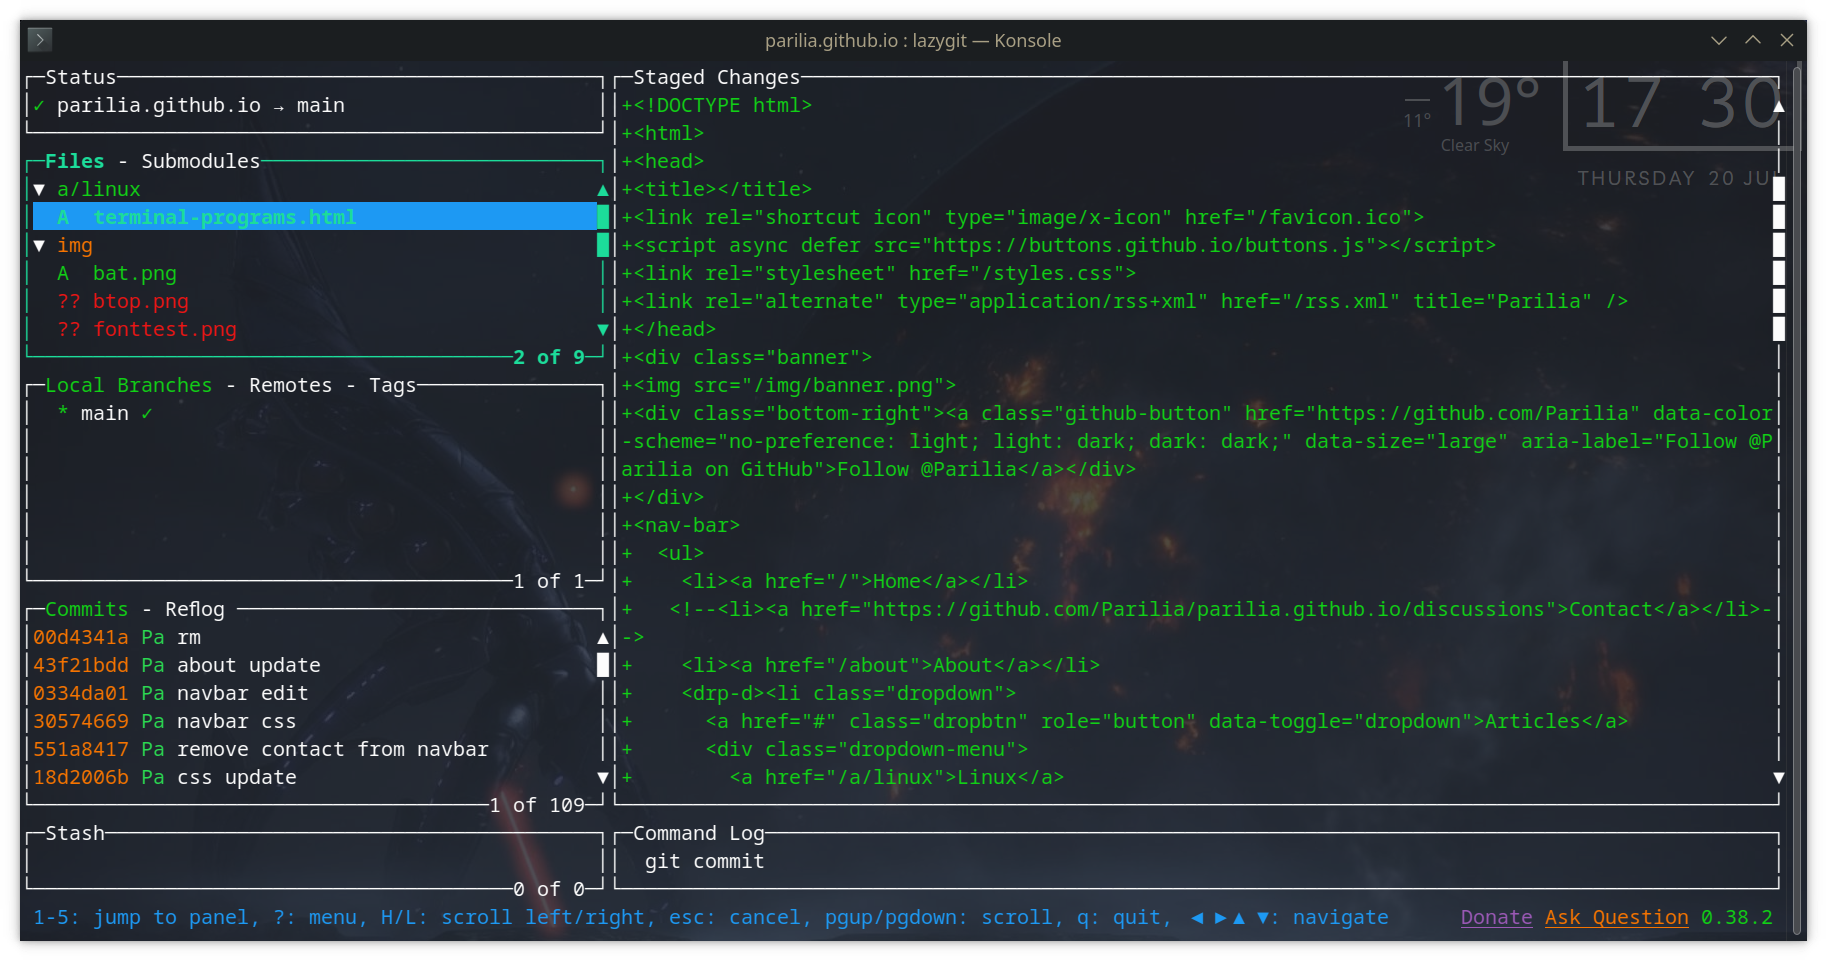 parilia.github.io : lazygit — Konsole
Status
✓ parilia.github.io → main
Files - Submodules
▼ a/linux
A terminal-programs.html
▼ img
A bat.png
?? btop.png
?? fonttest.png
2 of 9
Local Branches - Remotes - Tags
* main ✓
1 of 1
Commits - Reflog
00d4341a Pa rm
43f21bdd Pa about update
0334da01 Pa navbar edit
30574669 Pa navbar css
551a8417 Pa remove contact from navbar
18d2006b Pa css update
1 of 109
Stash
0 of 0
Staged Changes
+<!DOCTYPE html>
+<html>
+<head>
+<title></title>
+<link rel="shortcut icon" type="image/x-icon" href="/favicon.ico">
+<script async defer src="https://buttons.github.io/buttons.js"></script>
+<link rel="stylesheet" href="/styles.css">
+<link rel="alternate" type="application/rss+xml" href="/rss.xml" title="Parilia" />
+</head>
+<div class="banner">
+<img src="/img/banner.png">
+<div class="bottom-right"><a class="github-button" href="https://github.com/Parilia" data-color
-scheme="no-preference: light; light: dark; dark: dark;" data-size="large" aria-label="Follow @P
arilia on GitHub">Follow @Parilia</a></div>
+</div>
+<nav-bar>
+  <ul>
+    <li><a href="/">Home</a></li>
+   <!--<li><a href="https://github.com/Parilia/parilia.github.io/discussions">Contact</a></li>-
->
+    <li><a href="/about">About</a></li>
+    <drp-d><li class="dropdown">
+      <a href="#" class="dropbtn" role="button" data-toggle="dropdown">Articles</a>
+      <div class="dropdown-menu">
+        <a href="/a/linux">Linux</a>
19°
11°
Clear Sky
17 30
THURSDAY 20 JU
Command Log
git commit
1-5: jump to panel, ?: menu, H/L: scroll left/right, esc: cancel, pgup/pgdown: scroll, q: quit, ◄ ► ▲ ▼: navigate
Donate Ask Question 0.38.2